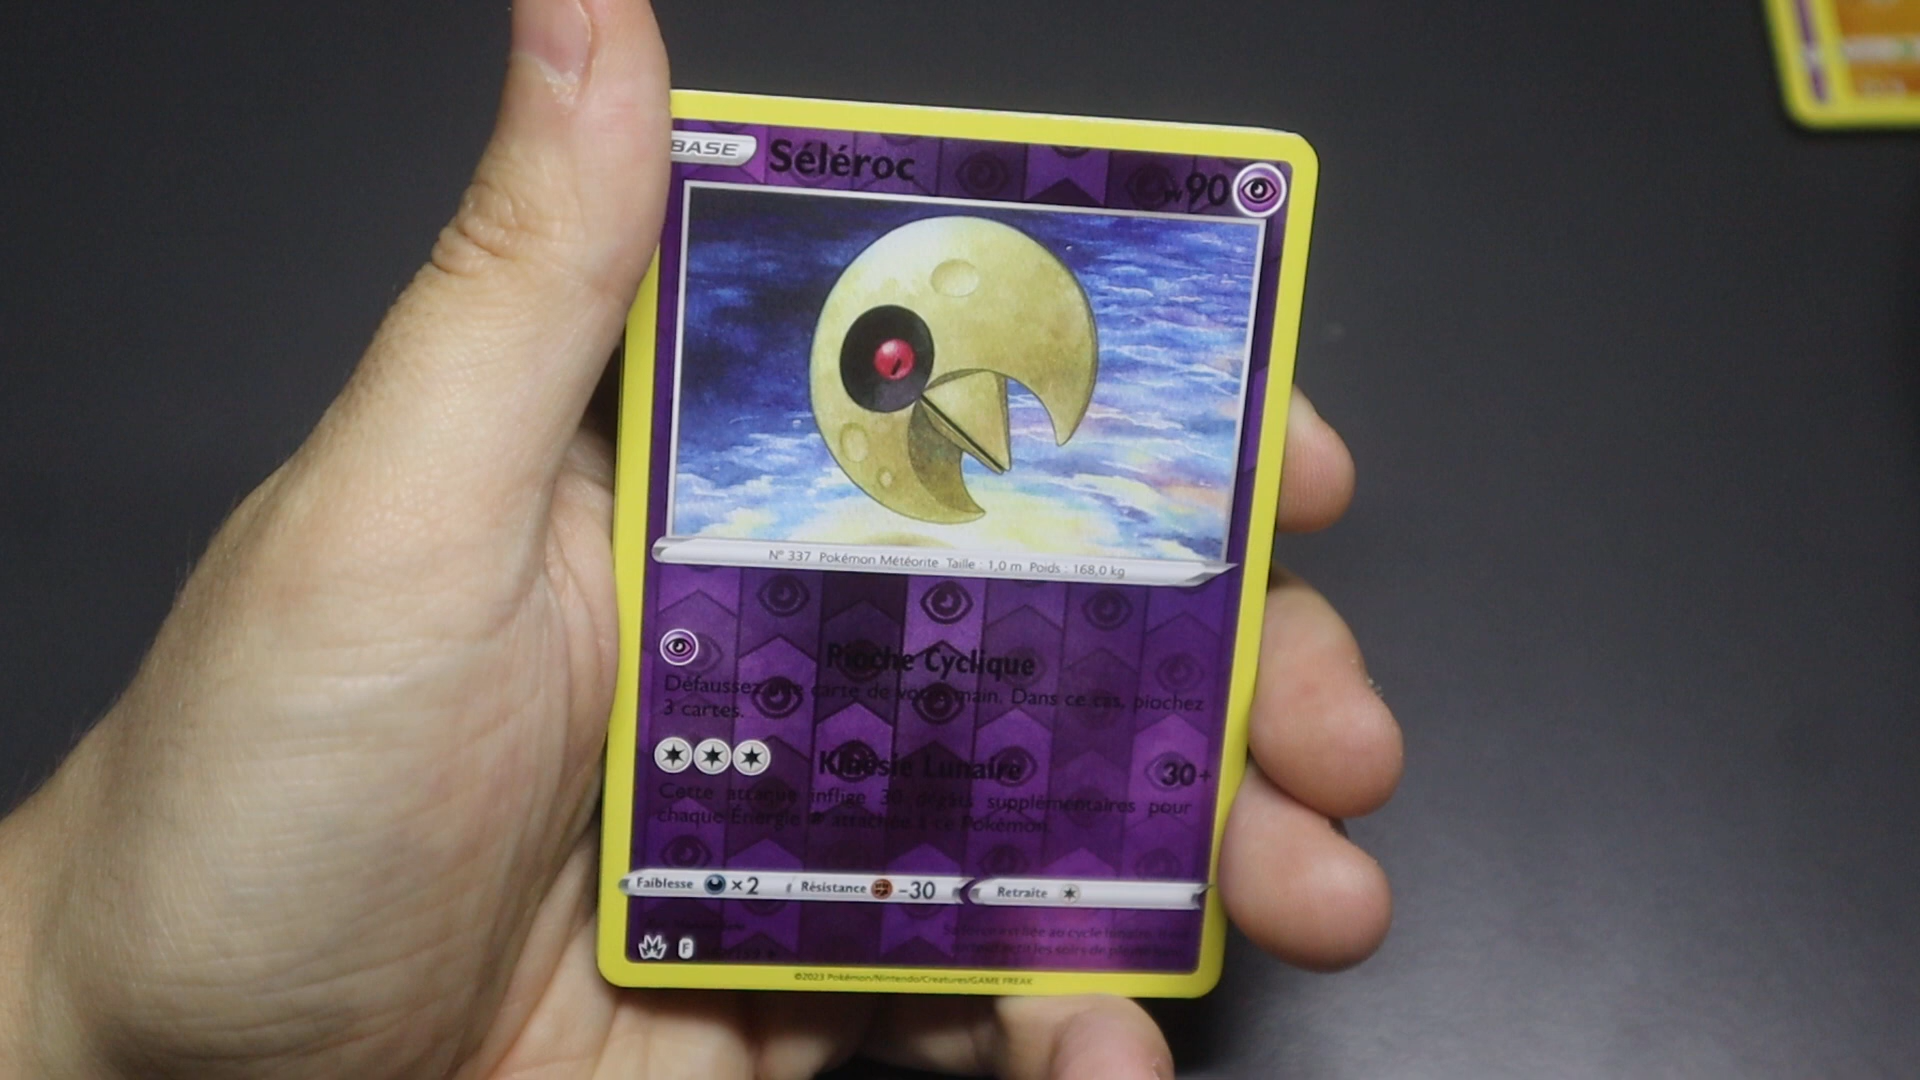 BASE Séléroc PV 90
N° 337 Pokémon Météorite Taille : 1,0 m Poids : 168,0 kg
Pioche Cyclique
Défaussez une carte de votre main. Dans ce cas, piochez
3 cartes.
Kinésie Lunaire 30+
Cette attaque inflige 30 dégâts supplémentaires pour
chaque Énergie attachée à ce Pokémon.
Faiblesse ×2 Résistance -30 Retraite
F
©2023 Pokémon/Nintendo/Creatures/GAME FREAK